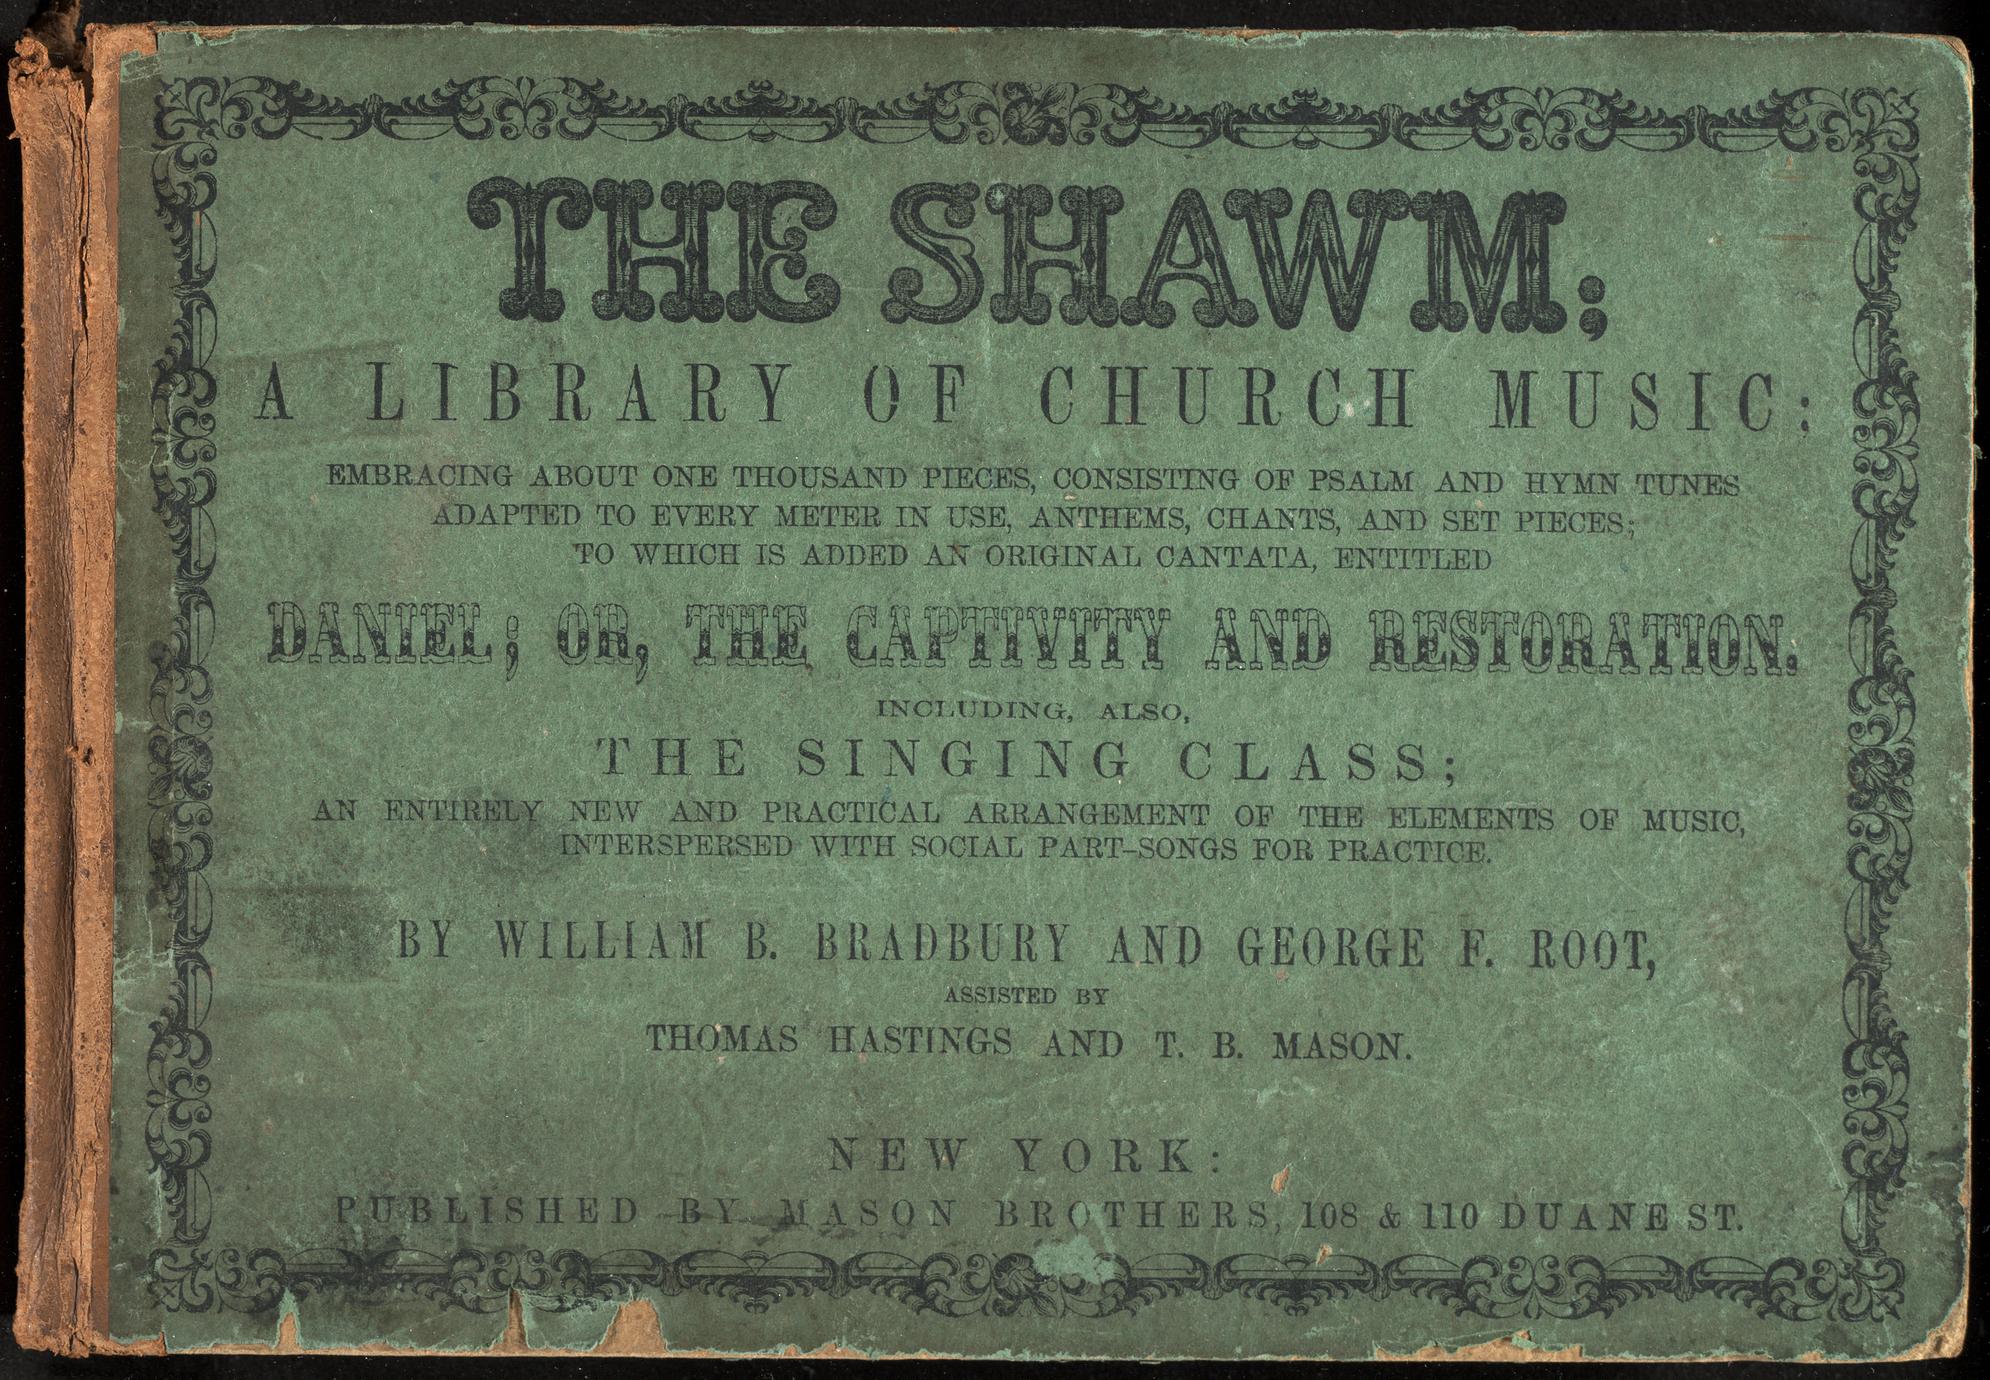 THE SHAWM;
A LIBRARY OF CHURCH MUSIC:
EMBRACING ABOUT ONE THOUSAND PIECES, CONSISTING OF PSALM AND HYMN TUNES
ADAPTED TO EVERY METER IN USE, ANTHEMS, CHANTS, AND SET PIECES;
TO WHICH IS ADDED AN ORIGINAL CANTATA, ENTITLED
DANIEL; OR, THE CAPTIVITY AND RESTORATION.
INCLUDING, ALSO,
THE SINGING CLASS;
AN ENTIRELY NEW AND PRACTICAL ARRANGEMENT OF THE ELEMENTS OF MUSIC,
INTERSPERSED WITH SOCIAL PART-SONGS FOR PRACTICE.
BY WILLIAM B. BRADBURY AND GEORGE F. ROOT,
ASSISTED BY
THOMAS HASTINGS AND T. B. MASON.
NEW YORK:
PUBLISHED BY MASON BROTHERS, 108 & 110 DUANE ST.